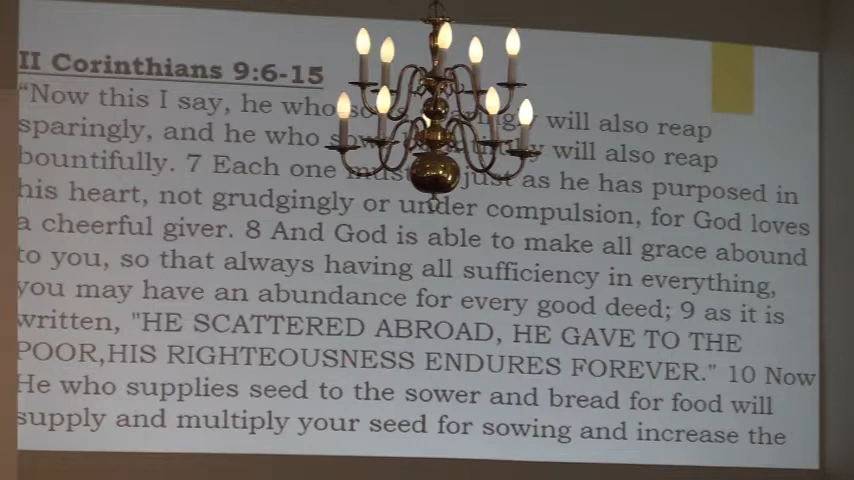 II Corinthians 9:6-15
“Now this I say, he who will also reap
sparingly, and he who will also reap
bountifully. 7 Each one just as he has purposed in
his heart, not grudgingly or under compulsion, for God loves
a cheerful giver. 8 And God is able to make all grace abound
to you, so that always having all sufficiency in everything,
you may have an abundance for every good deed; 9 as it is
written, "HE SCATTERED ABROAD, HE GAVE TO THE
POOR,HIS RIGHTEOUSNESS ENDURES FOREVER." 10 Now
He who supplies seed to the sower and bread for food will
supply and multiply your seed for sowing and increase the